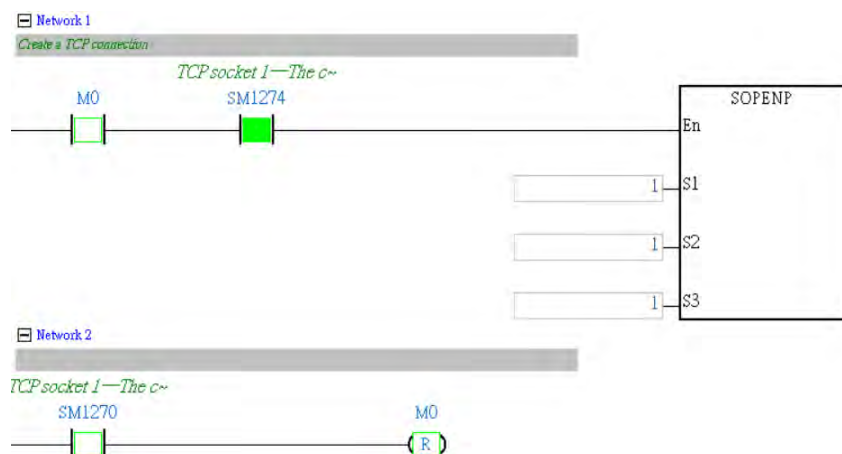 Network 1
Create a TCP connection
TCP socket 1—The c~
M0 SM1274 SOPENP
En
1 S1
1 S2
1 S3
Network 2
TCP socket 1—The c~
SM1270 M0
R